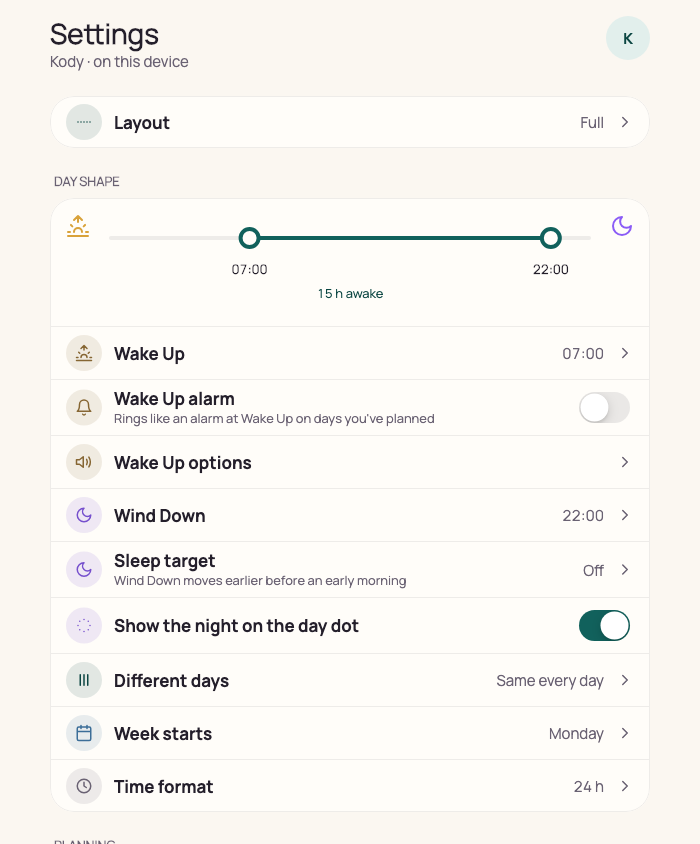 Settings
Kody · on this device
K
Layout
Full
DAY SHAPE
07:00
22:00
15 h awake
Wake Up
07:00
Wake Up alarm
Rings like an alarm at Wake Up on days you've planned
Wake Up options
Wind Down
22:00
Sleep target
Wind Down moves earlier before an early morning
Off
Show the night on the day dot
Different days
Same every day
Week starts
Monday
Time format
24 h
PLANNING